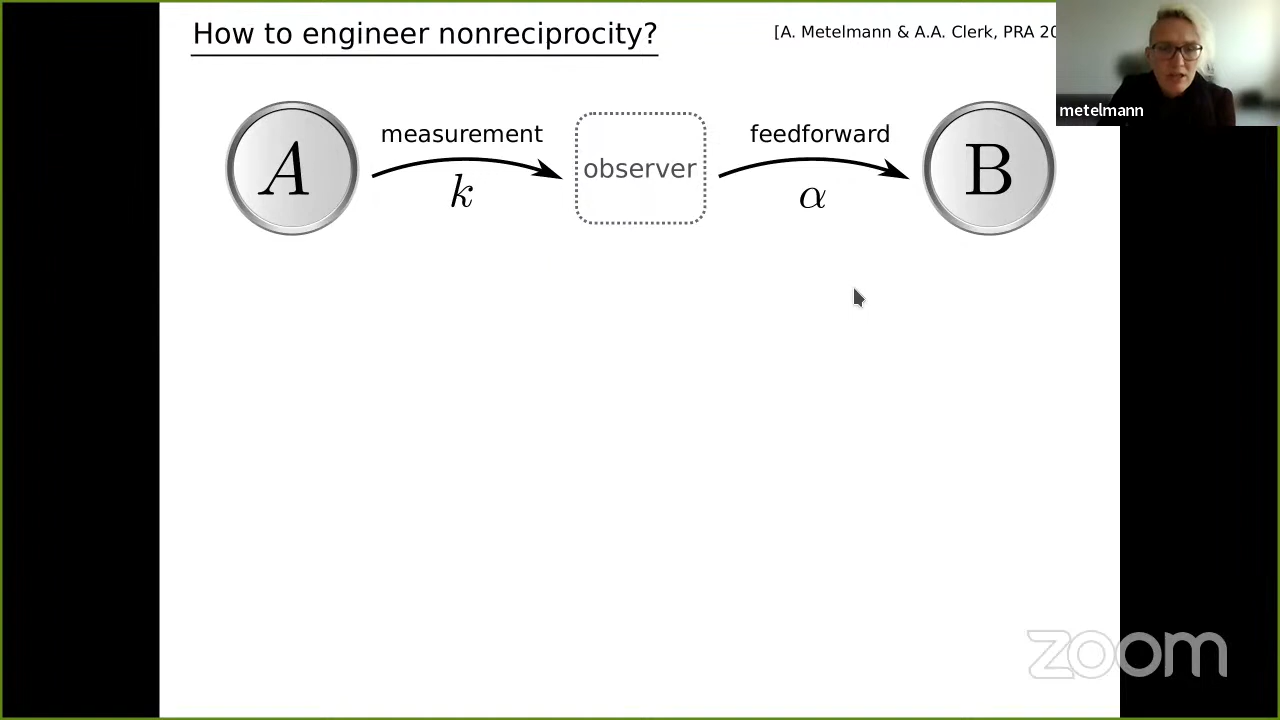 How to engineer nonreciprocity?
[A. Metelmann & A.A. Clerk, PRA 20
metelmann
A
measurement
k
observer
feedforward
α
B
zoom